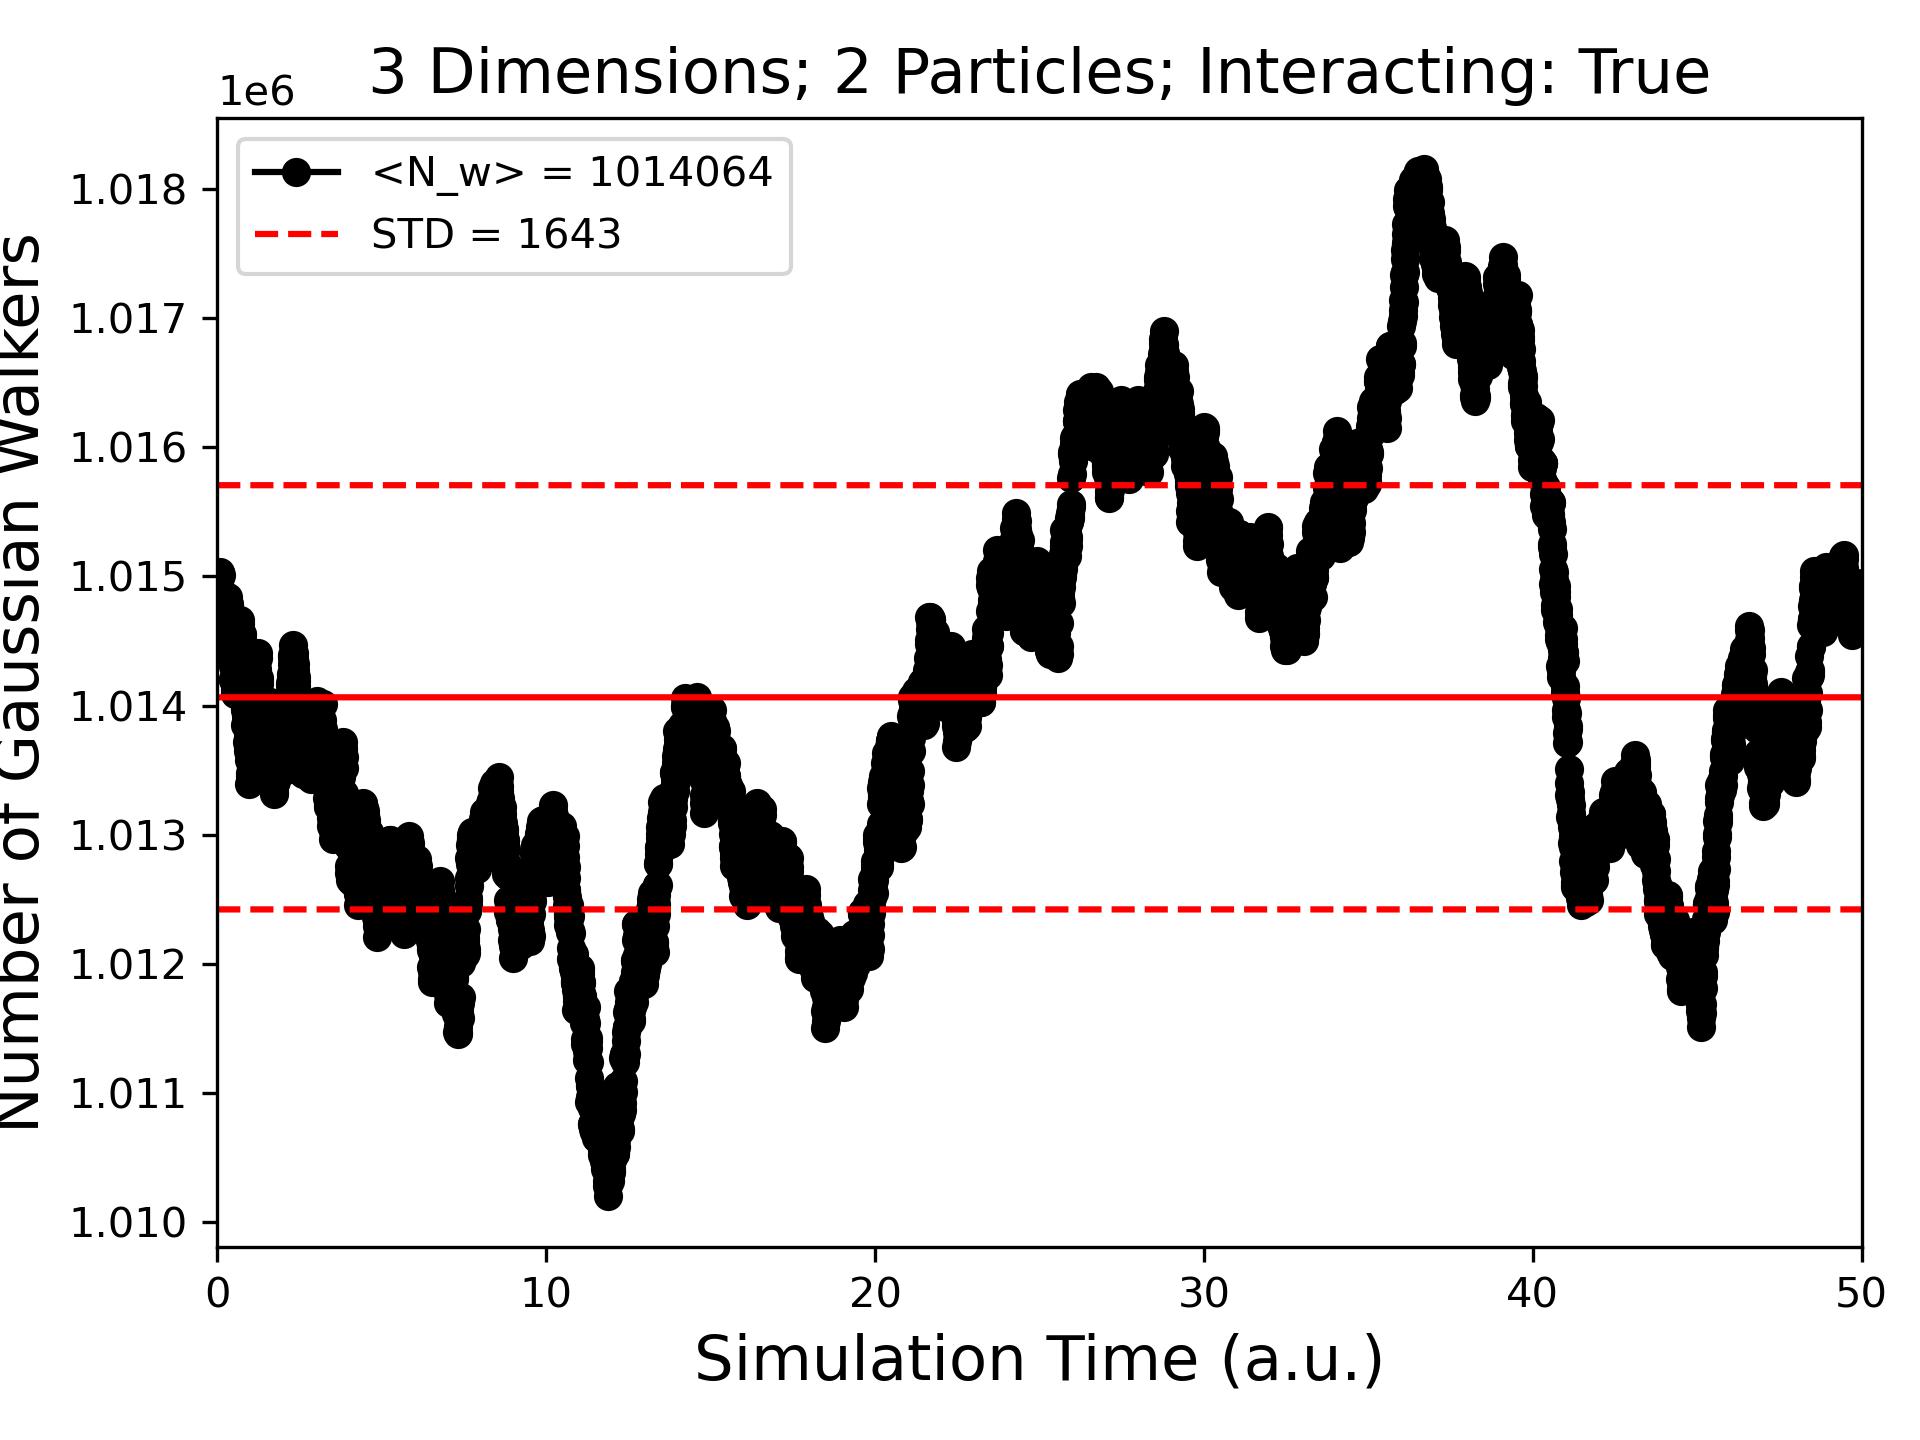 3 Dimensions; 2 Particles; Interacting: True
1e6
<N_w> = 1014064
STD = 1643
1.018
1.017
1.016
1.015
1.014
1.013
1.012
1.011
1.010
Number of Gaussian Walkers
0 10 20 30 40 50
Simulation Time (a.u.)